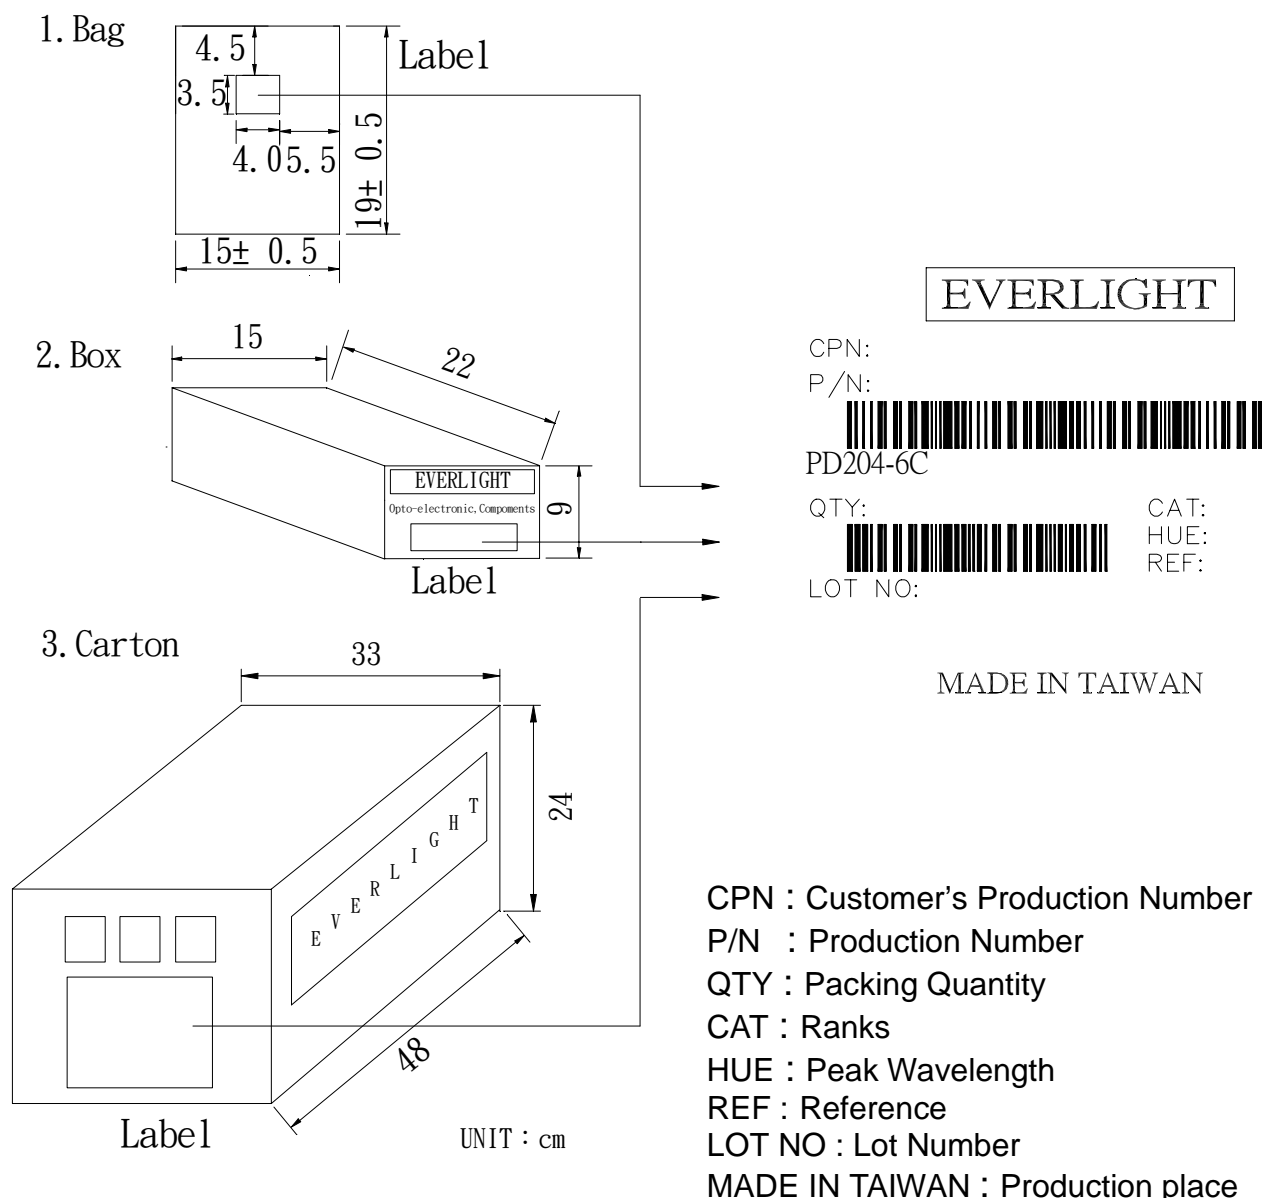 1. Bag
4. 5
Label
3. 5
4. 0
5. 5
19± 0. 5
15± 0. 5
2. Box
15
22
EVERLIGHT
Opto-electronic, Compoments
9
Label
3. Carton
33
24
EVERLIGHT
48
Label
UNIT：cm
EVERLIGHT
CPN:
P/N:
PD204-6C
QTY:
CAT:
HUE:
REF:
LOT NO:
MADE IN TAIWAN
CPN：Customer's Production Number
P/N ：Production Number
QTY：Packing Quantity
CAT：Ranks
HUE：Peak Wavelength
REF : Reference
LOT NO : Lot Number
MADE IN TAIWAN：Production place